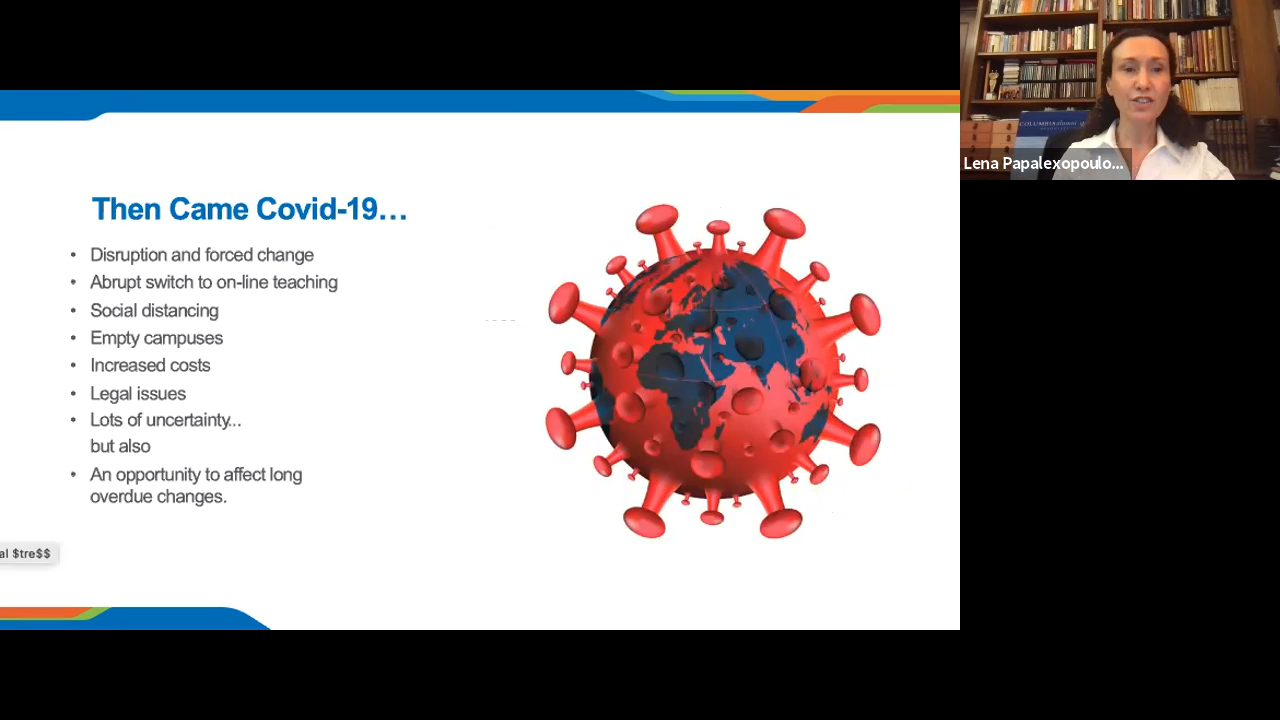 Then Came Covid-19...
• Disruption and forced change
• Abrupt switch to on-line teaching
• Social distancing
• Empty campuses
• Increased costs
• Legal issues
• Lots of uncertainty...
but also
• An opportunity to affect long
overdue changes.
al $tre$$
COLUMBIA
Lena Papalexopoulo...